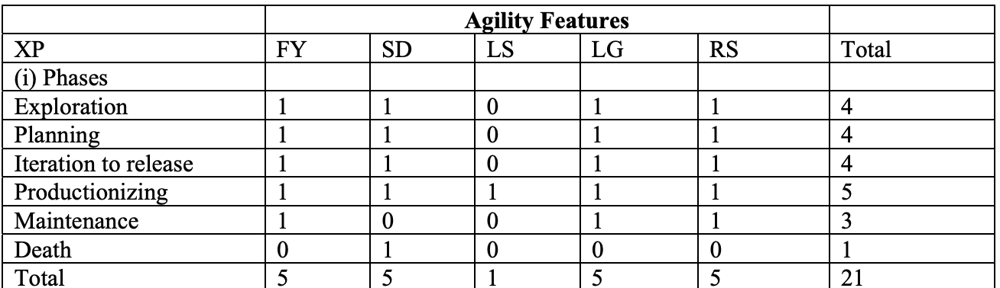 Agility Features
XP FY SD LS LG RS Total
(i) Phases
Exploration 1 1 0 1 1 4
Planning 1 1 0 1 1 4
Iteration to release 1 1 0 1 1 4
Productionizing 1 1 1 1 1 5
Maintenance 1 0 0 1 1 3
Death 0 1 0 0 0 1
Total 5 5 1 5 5 21